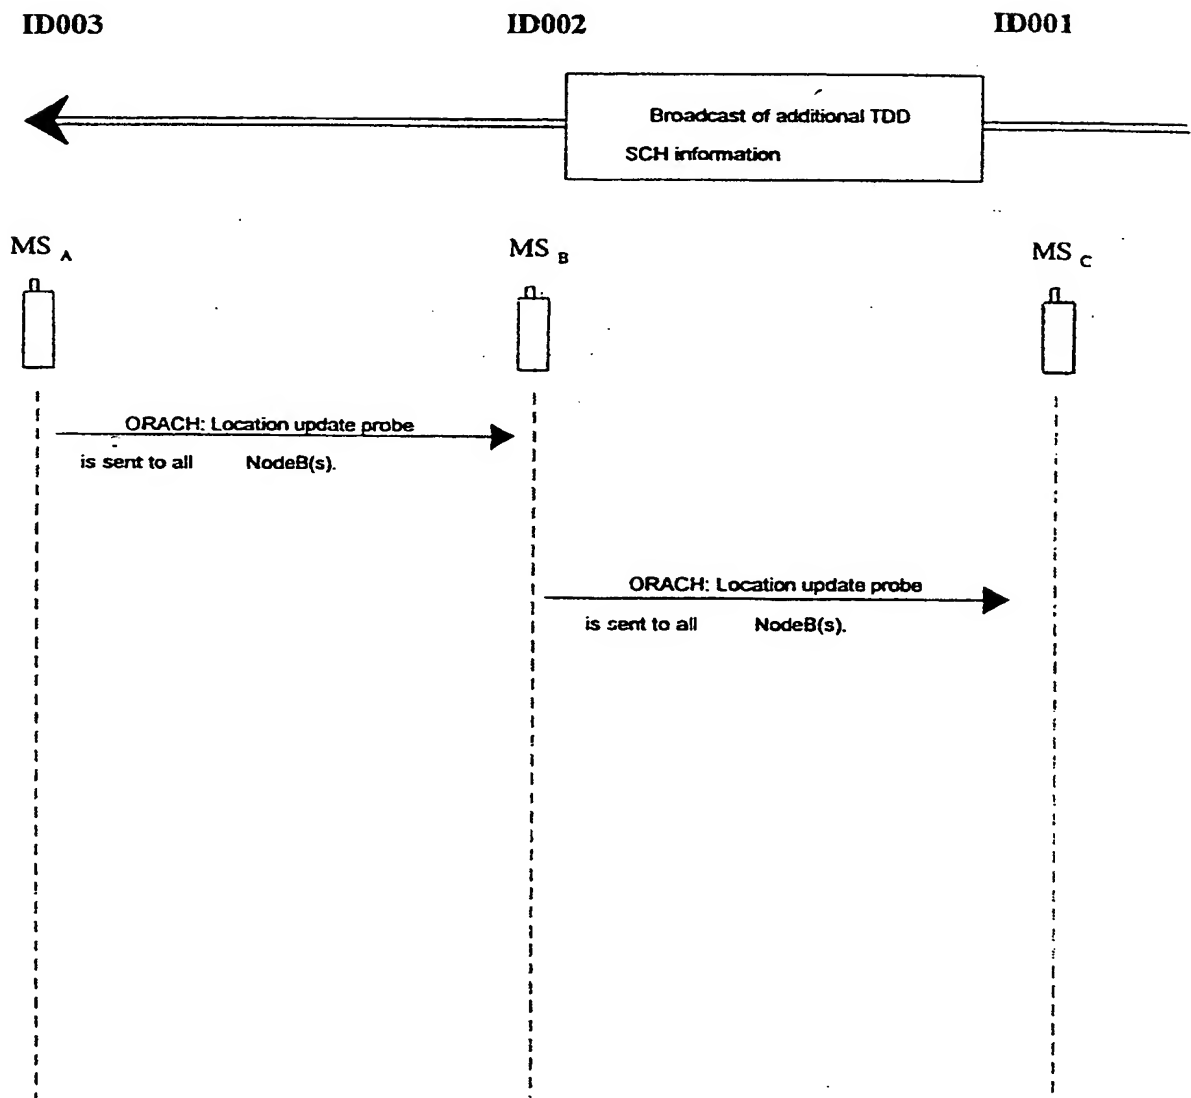 ID003 ID002 ID001
Broadcast of additional TDD
SCH information
MS A MS B MS C
ORACH: Location update probe
is sent to all NodeB(s).
ORACH: Location update probe
is sent to all NodeB(s).